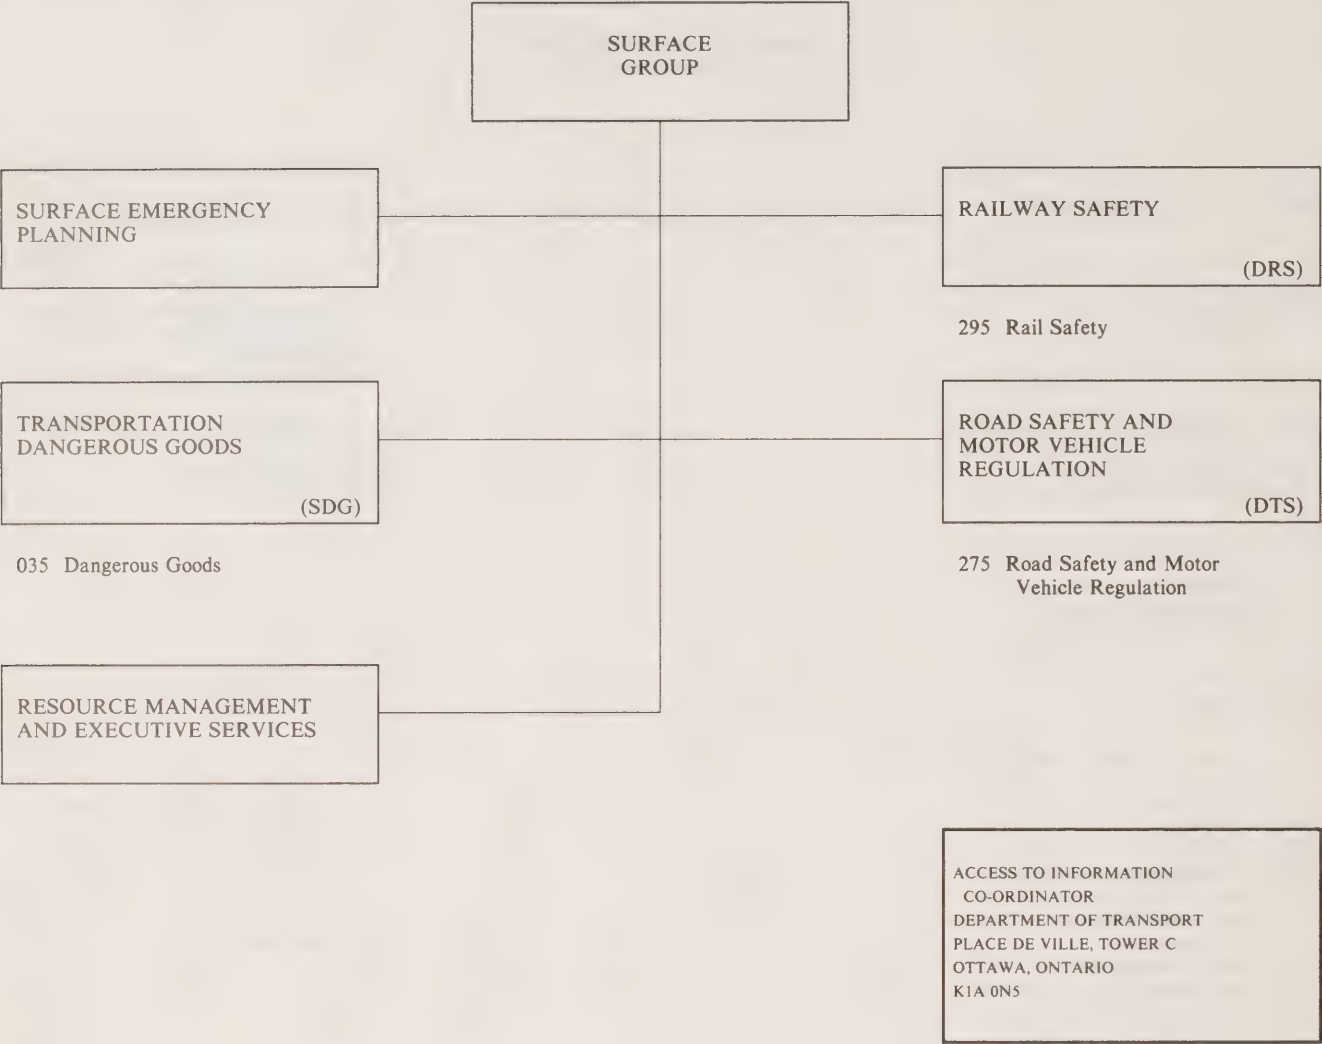 SURFACE
GROUP
SURFACE EMERGENCY
PLANNING
RAILWAY SAFETY
(DRS)
295 Rail Safety
TRANSPORTATION
DANGEROUS GOODS
(SDG)
035 Dangerous Goods
ROAD SAFETY AND
MOTOR VEHICLE
REGULATION
(DTS)
275 Road Safety and Motor
Vehicle Regulation
RESOURCE MANAGEMENT
AND EXECUTIVE SERVICES
ACCESS TO INFORMATION
CO-ORDINATOR
DEPARTMENT OF TRANSPORT
PLACE DE VILLE, TOWER C
OTTAWA, ONTARIO
K1A 0N5